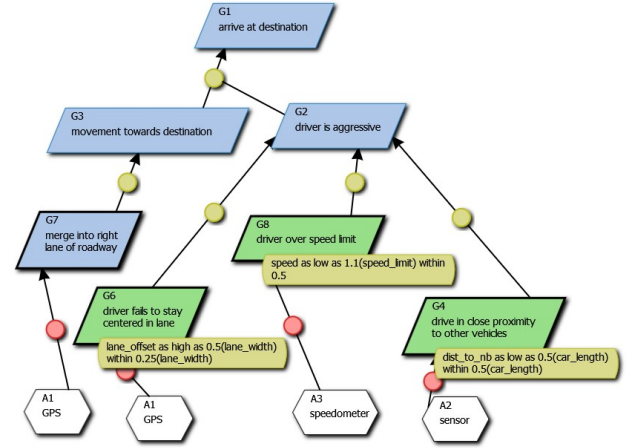 G1
arrive at destination
G3
movement towards destination
G2
driver is aggressive
G7
merge into right
lane of roadway
G8
driver over speed limit
speed as low as 1.1(speed_limit) within
0.5
G6
driver fails to stay
centered in lane
lane_offset as high as 0.5(lane_width)
within 0.25(lane_width)
G4
drive in close proximity
to other vehicles
dist_to_nb as low as 0.5(car_length)
within 0.5(car_length)
A1
GPS
A1
GPS
A3
speedometer
A2
sensor